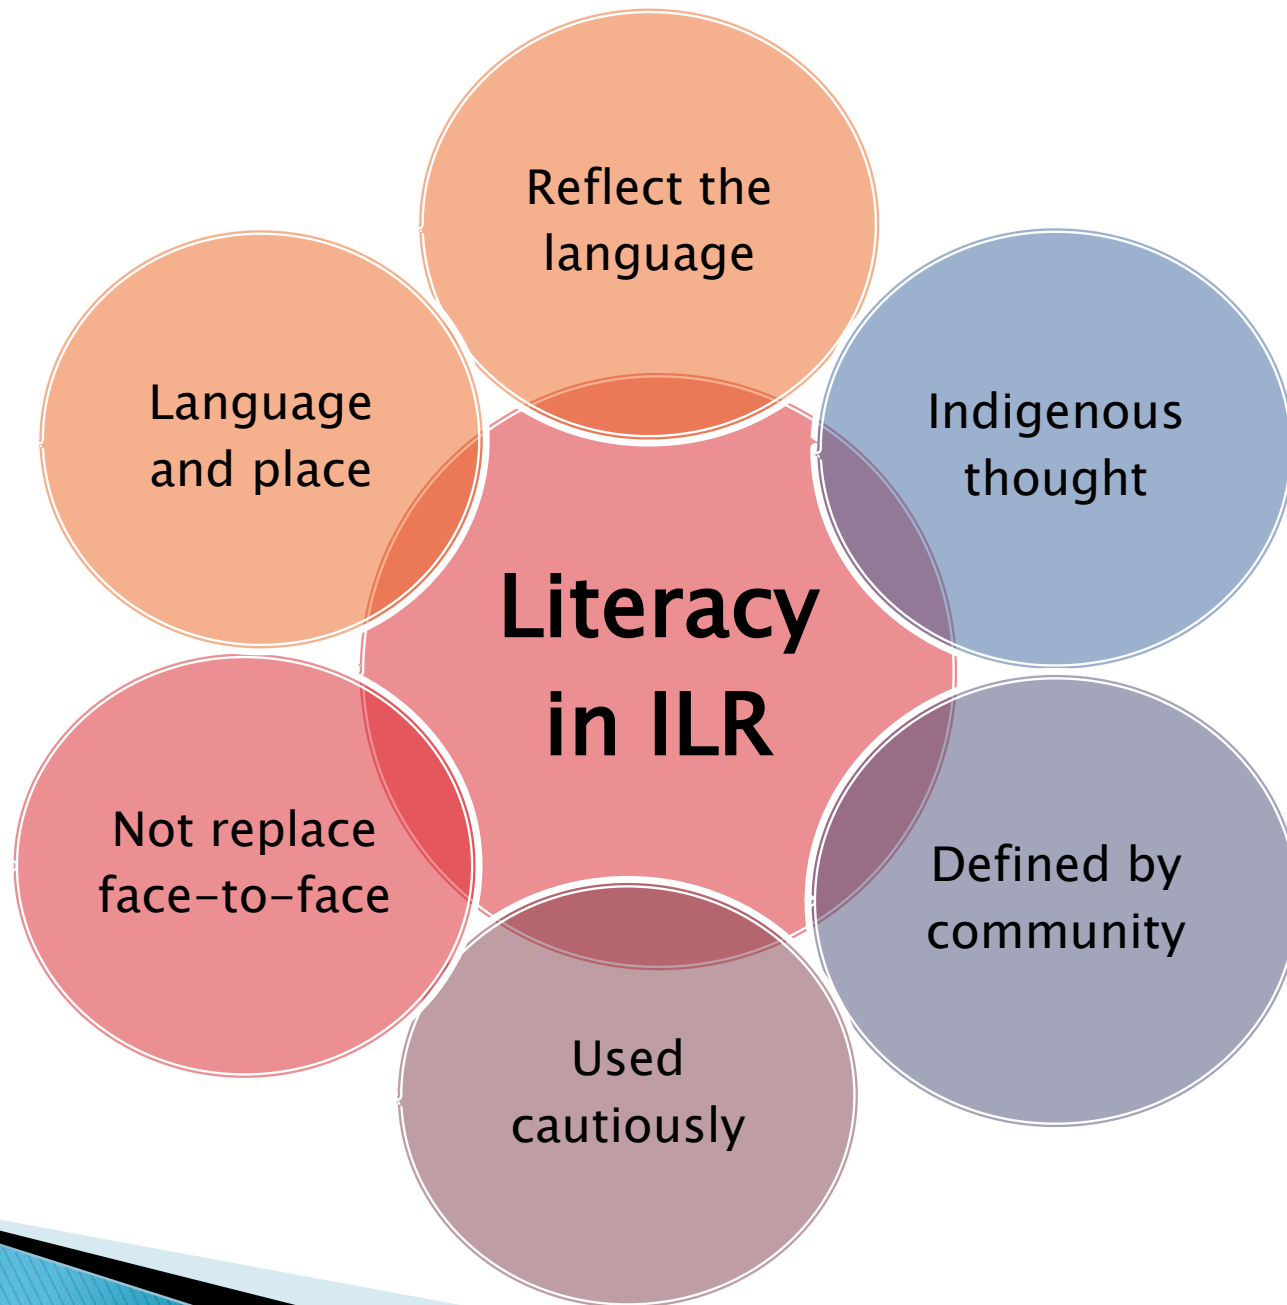 Reflect the
language
Language
and place
Indigenous
thought
Literacy
in ILR
Not replace
face-to-face
Defined by
community
Used
cautiously